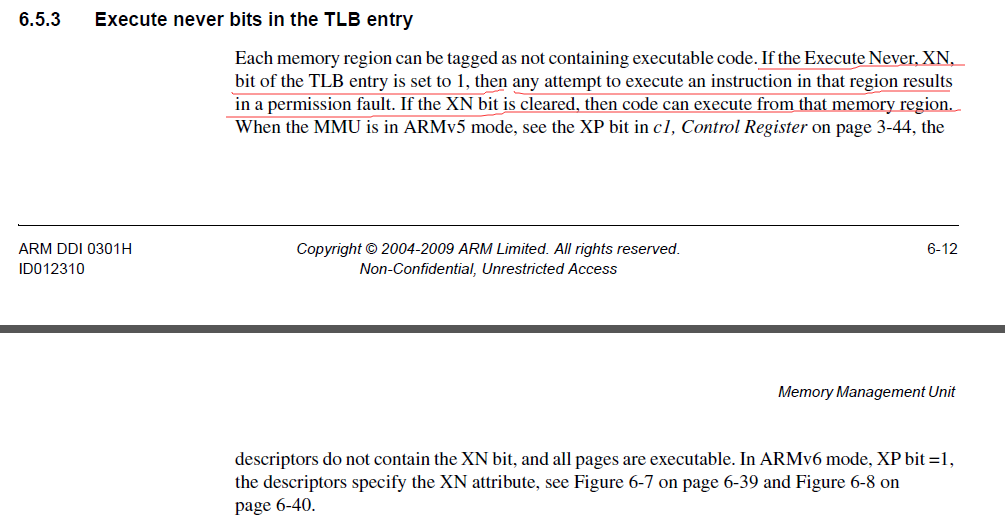 6.5.3 Execute never bits in the TLB entry
Each memory region can be tagged as not containing executable code. If the Execute Never, XN,
bit of the TLB entry is set to 1, then any attempt to execute an instruction in that region results
in a permission fault. If the XN bit is cleared, then code can execute from that memory region.
When the MMU is in ARMv5 mode, see the XP bit in c1, Control Register on page 3-44, the
ARM DDI 0301H Copyright © 2004-2009 ARM Limited. All rights reserved. 6-12
ID012310 Non-Confidential, Unrestricted Access
Memory Management Unit
descriptors do not contain the XN bit, and all pages are executable. In ARMv6 mode, XP bit =1,
the descriptors specify the XN attribute, see Figure 6-7 on page 6-39 and Figure 6-8 on
page 6-40.